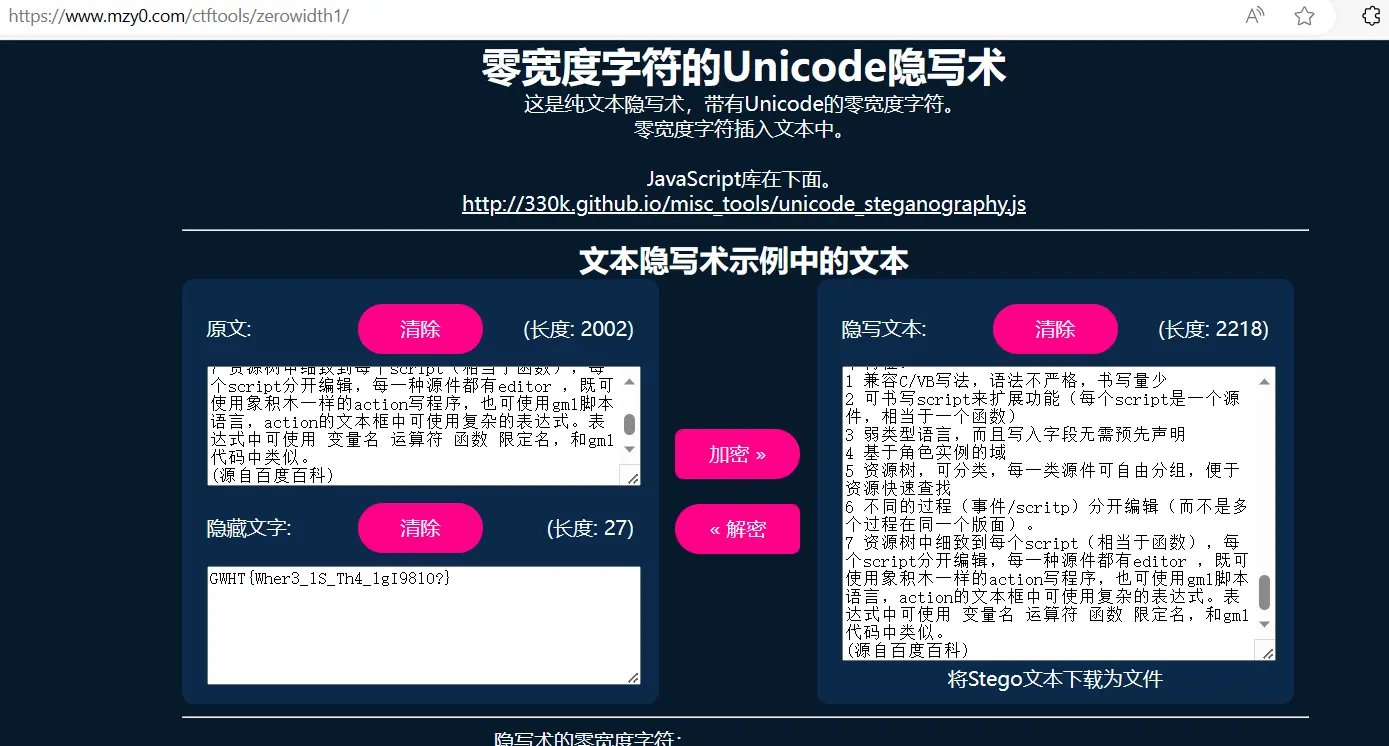 https://www.mzy0.com/ctftools/zerowidth1/
零宽度字符的Unicode隐写术
这是纯文本隐写术，带有Unicode的零宽度字符。
零宽度字符插入文本中。
JavaScript库在下面。
http://330k.github.io/misc_tools/unicode_steganography.js
文本隐写术示例中的文本
原文:
清除
(长度: 2002)
7 资源树中细致到每个script（相当于函数），每
个script分开编辑，每一种源件都有editor ，既可
使用象积木一样的action写程序，也可使用gml脚本
语言，action的文本框中可使用复杂的表达式。表
达式中可使用 变量名 运算符 函数 限定名，和gml
代码中类似。
(源自百度百科)
隐藏文字:
清除
(长度: 27)
GWHT{Wher3_1S_Th4_1gI981O?}
加密 »
« 解密
隐写文本:
清除
(长度: 2218)
1 兼容C/VB写法，语法不严格，书写量少
2 可书写script来扩展功能（每个script是一个源
件，相当于一个函数）
3 弱类型语言，而且写入字段无需预先声明
4 基于角色实例的域
5 资源树，可分类，每一类源件可自由分组，便于
资源快速查找
6 不同的过程（事件/scritp）分开编辑（而不是多
个过程在同一个版面）。
7 资源树中细致到每个script（相当于函数），每
个script分开编辑，每一种源件都有editor ，既可
使用象积木一样的action写程序，也可使用gml脚本
语言，action的文本框中可使用复杂的表达式。表
达式中可使用 变量名 运算符 函数 限定名，和gml
代码中类似。
(源自百度百科)
将Stego文本下载为文件
隐写术的零宽度字符: